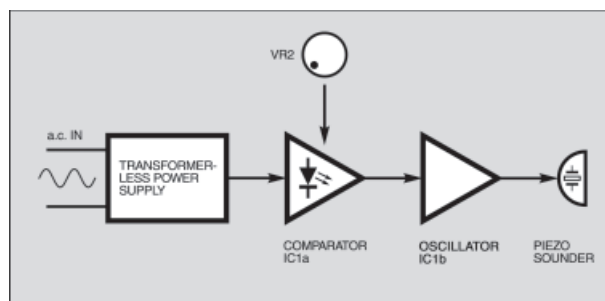 VR2
a.c. IN
TRANSFORMER-
LESS POWER
SUPPLY
COMPARATOR
IC1a
OSCILLATOR
IC1b
PIEZO
SOUNDER